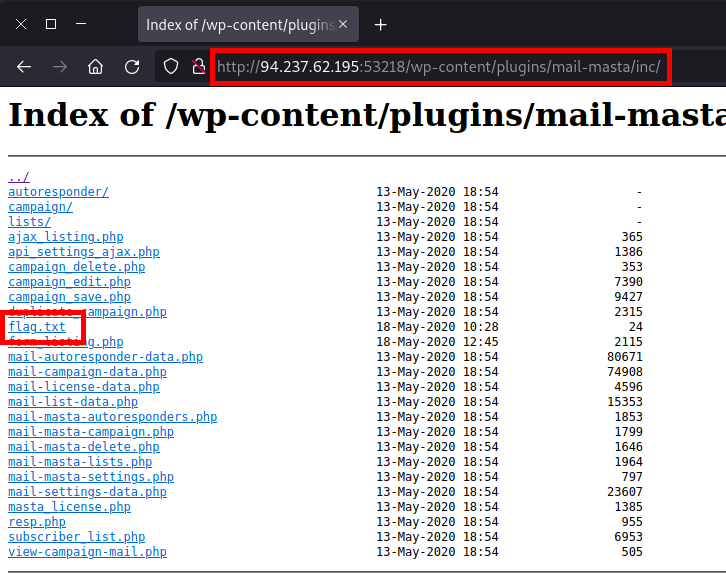 Index of /wp-content/plugins
http://94.237.62.195:53218/wp-content/plugins/mail-masta/inc/
Index of /wp-content/plugins/mail-masta
../
autoresponder/ 13-May-2020 18:54 -
campaign/ 13-May-2020 18:54 -
lists/ 13-May-2020 18:54 -
ajax_listing.php 13-May-2020 18:54 365
api_settings_ajax.php 13-May-2020 18:54 1386
campaign_delete.php 13-May-2020 18:54 353
campaign_edit.php 13-May-2020 18:54 7390
campaign_save.php 13-May-2020 18:54 9427
duplicate_campaign.php 13-May-2020 18:54 2315
flag.txt 18-May-2020 10:28 24
form_listing.php 18-May-2020 12:45 2115
mail-autoresponder-data.php 13-May-2020 18:54 80671
mail-campaign-data.php 13-May-2020 18:54 74908
mail-license-data.php 13-May-2020 18:54 4596
mail-list-data.php 13-May-2020 18:54 15353
mail-masta-autoresponders.php 13-May-2020 18:54 1853
mail-masta-campaign.php 13-May-2020 18:54 1799
mail-masta-delete.php 13-May-2020 18:54 1646
mail-masta-lists.php 13-May-2020 18:54 1964
mail-masta-settings.php 13-May-2020 18:54 797
mail-settings-data.php 13-May-2020 18:54 23607
masta_license.php 13-May-2020 18:54 1385
resp.php 13-May-2020 18:54 955
subscriber_list.php 13-May-2020 18:54 6953
view-campaign-mail.php 13-May-2020 18:54 505